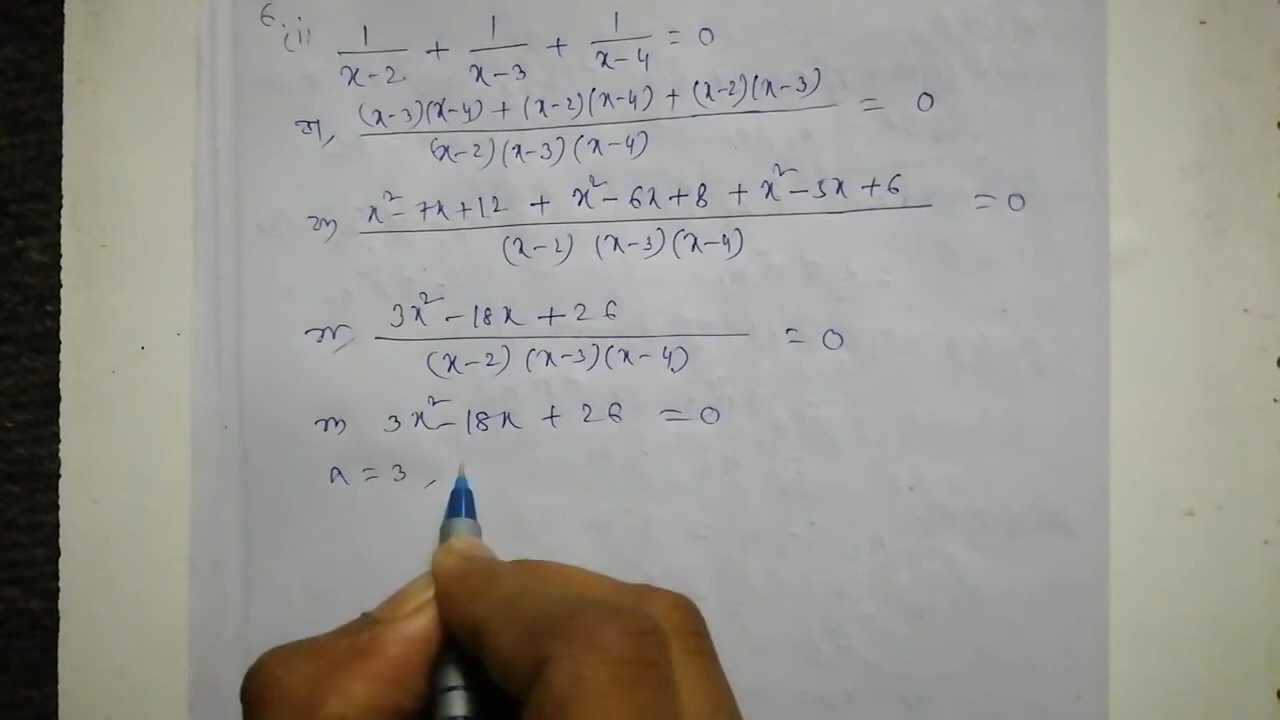 6.(i) 1/(x-2) + 1/(x-3) + 1/(x-4) = 0
বা, ((x-3)(x-4) + (x-2)(x-4) + (x-2)(x-3))/((x-2)(x-3)(x-4)) = 0
বা (x²-7x+12 + x²-6x+8 + x²-5x+6)/((x-2)(x-3)(x-4)) = 0
বা, (3x²-18x+26)/((x-2)(x-3)(x-4)) = 0
বা 3x²-18x+26 = 0
a = 3,